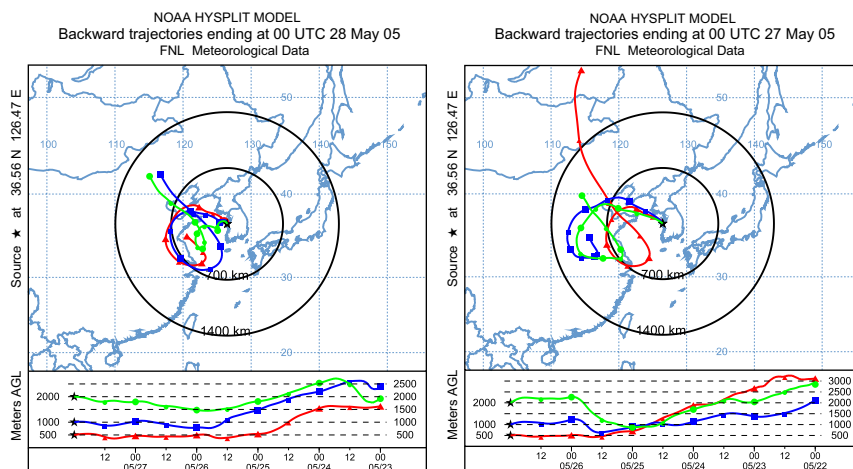 NOAA HYSPLIT MODEL
Backward trajectories ending at 00 UTC 28 May 05
FNL Meteorological Data
Source ★ at 36.56 N 126.47 E
50
100
110
120
130
140
150
40
30
20
700 km
1400 km
Meters AGL
2000
1000
500
2500
2000
1500
1000
500
12 00 12 00 12 00 12 00 12 00
05/27 05/26 05/25 05/24 05/23
NOAA HYSPLIT MODEL
Backward trajectories ending at 00 UTC 27 May 05
FNL Meteorological Data
Source ★ at 36.56 N 126.47 E
50
100
110
120
130
140
150
40
30
20
700 km
1400 km
Meters AGL
2000
1000
500
3000
2500
2000
1500
1000
500
12 00 12 00 12 00 12 00 12 00
05/26 05/25 05/24 05/23 05/22